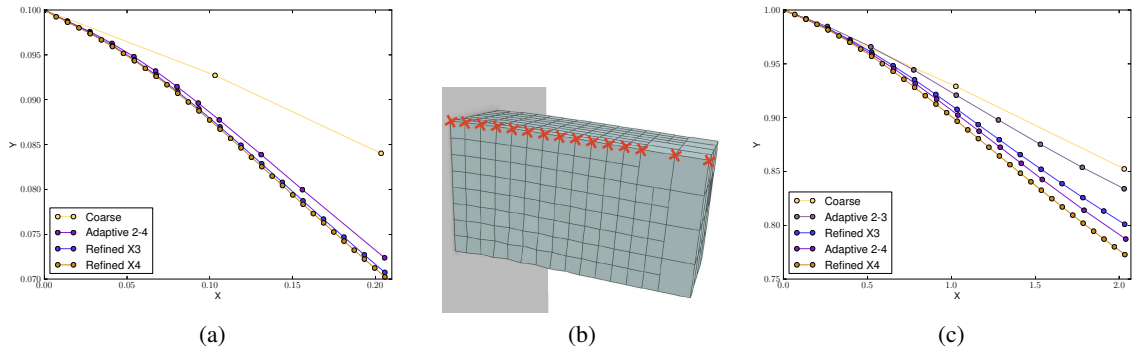 0.100
0.095
0.090
0.085
0.080
0.075
0.070
Y
0.00 0.05 0.10 0.15 0.20
X
Coarse
Adaptive 2-4
Refined X3
Refined X4
(a)
(b)
1.00
0.95
0.90
0.85
0.80
0.75
Y
0.0 0.5 1.0 1.5 2.0
X
Coarse
Adaptive 2-3
Refined X3
Adaptive 2-4
Refined X4
(c)